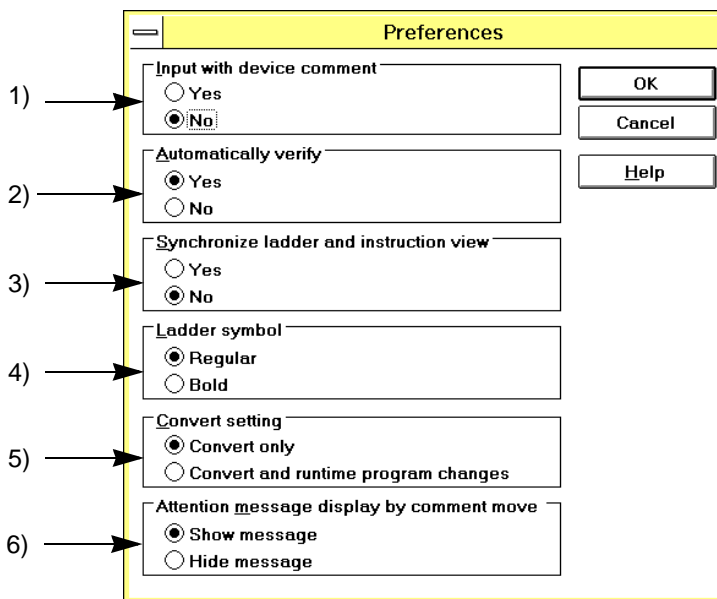 Preferences
1)
Input with device comment
Yes
No
OK
Cancel
Help
2)
Automatically verify
Yes
No
3)
Synchronize ladder and instruction view
Yes
No
4)
Ladder symbol
Regular
Bold
5)
Convert setting
Convert only
Convert and runtime program changes
6)
Attention message display by comment move
Show message
Hide message